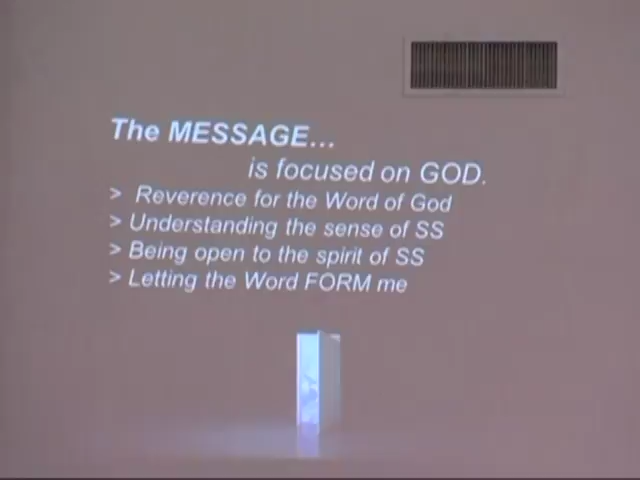 The MESSAGE...
is focused on GOD.
> Reverence for the Word of God
> Understanding the sense of SS
> Being open to the spirit of SS
> Letting the Word FORM me